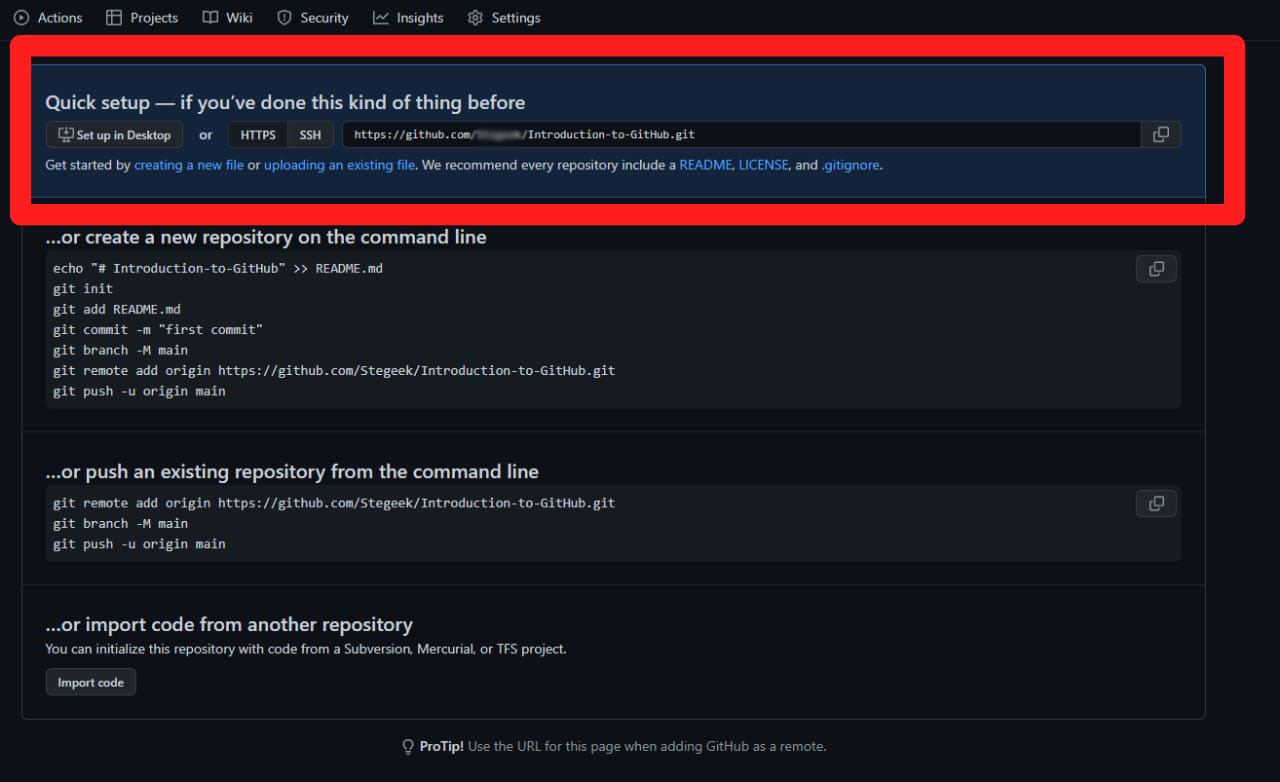 Actions Projects Wiki Security Insights Settings
Quick setup — if you’ve done this kind of thing before
Set up in Desktop or HTTPS SSH https://github.com/ /Introduction-to-GitHub.git
Get started by creating a new file or uploading an existing file. We recommend every repository include a README, LICENSE, and .gitignore.
...or create a new repository on the command line
echo "# Introduction-to-GitHub" >> README.md
git init
git add README.md
git commit -m "first commit"
git branch -M main
git remote add origin https://github.com/Stegeek/Introduction-to-GitHub.git
git push -u origin main
...or push an existing repository from the command line
git remote add origin https://github.com/Stegeek/Introduction-to-GitHub.git
git branch -M main
git push -u origin main
...or import code from another repository
You can initialize this repository with code from a Subversion, Mercurial, or TFS project.
Import code
ProTip! Use the URL for this page when adding GitHub as a remote.